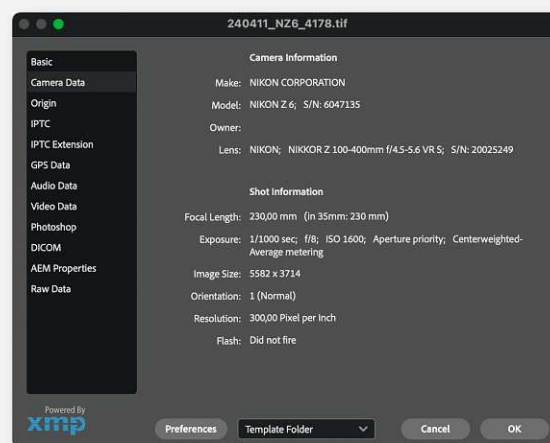 240411_NZ6_4178.tif
Basic
Camera Data
Origin
IPTC
IPTC Extension
GPS Data
Audio Data
Video Data
Photoshop
DICOM
AEM Properties
Raw Data
Powered By
xmp
Camera Information
Make: NIKON CORPORATION
Model: NIKON Z 6; S/N: 6047135
Owner:
Lens: NIKON; NIKKOR Z 100-400mm f/4.5-5.6 VR S; S/N: 20025249
Shot Information
Focal Length: 230,00 mm (in 35mm: 230 mm)
Exposure: 1/1000 sec; f/8; ISO 1600; Aperture priority; Centerweighted-
Average metering
Image Size: 5582 x 3714
Orientation: 1 (Normal)
Resolution: 300,00 Pixel per Inch
Flash: Did not fire
Preferences
Template Folder
Cancel
OK